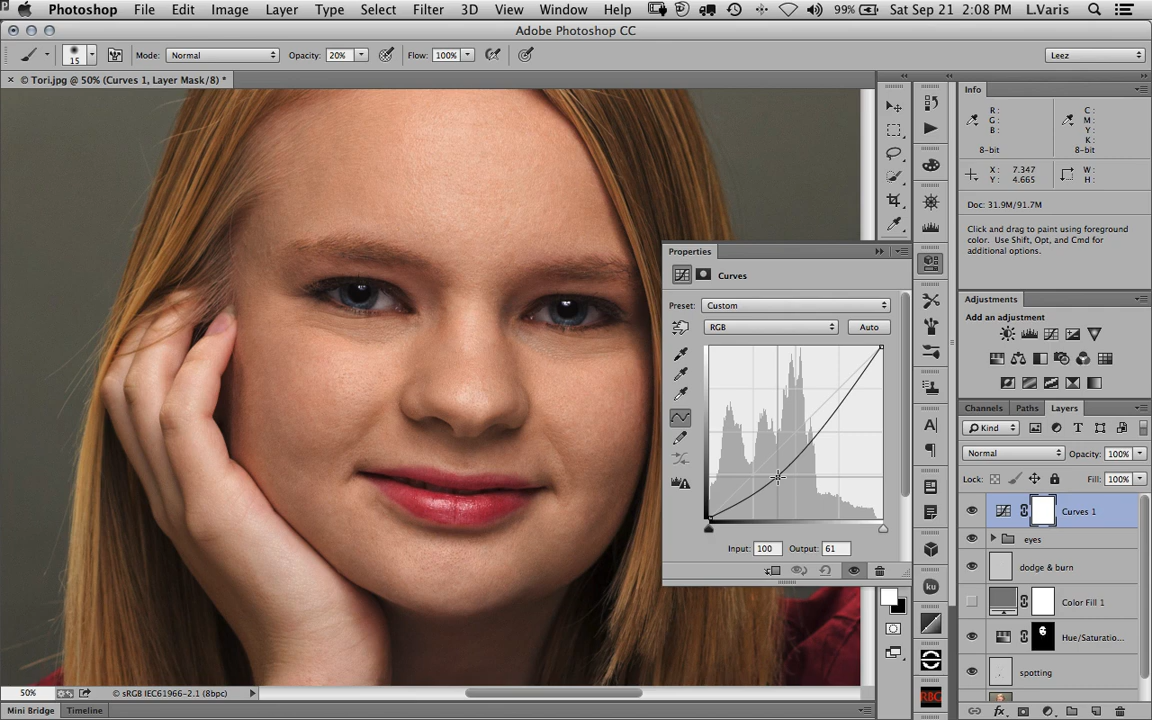 Photoshop File Edit Image Layer Type Select Filter 3D View Window Help 99% Sat Sep 21 2:08 PM L.Varis
Adobe Photoshop CC
15 Mode: Normal Opacity: 20% Flow: 100% Leez
© Tori.jpg @ 50% (Curves 1, Layer Mask/8) *
Info
R: C:
G: M:
B: Y:
K:
8-bit 8-bit
X: 7.347 W:
Y: 4.665 H:
Doc: 31.9M/91.7M
Click and drag to paint using foreground
color. Use Shift, Opt, and Cmd for
additional options.
Properties
Curves
Preset: Custom
RGB Auto
Input: 100 Output: 61
Adjustments
Add an adjustment
Channels Paths Layers
Kind
Normal Opacity: 100%
Lock: Fill: 100%
Curves 1
eyes
dodge & burn
Color Fill 1
Hue/Saturatio...
spotting
ku
RBG
50% © sRGB IEC61966-2.1 (8bpc)
Mini Bridge Timeline